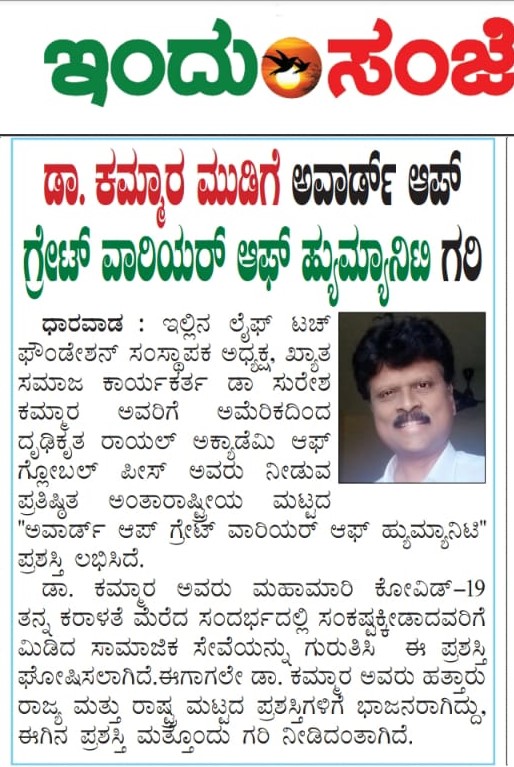 ಇಂದು ಸಂಜೆ
ಡಾ. ಕಮ್ಮಾರ ಮುಡಿಗೆ ಅವಾರ್ಡ್ ಆಪ್
ಗ್ರೇಟ್ ವಾರಿಯರ್ ಆಫ್ ಹ್ಯುಮ್ಯಾನಿಟಿ ಗರಿ
ಧಾರವಾಡ : ಇಲ್ಲಿನ ಲೈಫ್ ಟಚ್
ಫೌಂಡೇಶನ್ ಸಂಸ್ಥಾಪಕ ಅಧ್ಯಕ್ಷ, ಖ್ಯಾತ
ಸಮಾಜ ಕಾರ್ಯಕರ್ತ ಡಾ ಸುರೇಶ
ಕಮ್ಮಾರ ಅವರಿಗೆ ಅಮೆರಿಕದಿಂದ
ದೃಢಿಕೃತ ರಾಯಲ್ ಅಕ್ಯಾಡೆಮಿ ಆಫ್
ಗ್ಲೋಬಲ್ ಪೀಸ್ ಅವರು ನೀಡುವ
ಪ್ರತಿಷ್ಠಿತ ಅಂತಾರಾಷ್ಟ್ರೀಯ ಮಟ್ಟದ
"ಅವಾರ್ಡ್ ಆಪ್ ಗ್ರೇಟ್ ವಾರಿಯರ್ ಆಫ್ ಹ್ಯುಮ್ಯಾನಿಟಿ"
ಪ್ರಶಸ್ತಿ ಲಭಿಸಿದೆ.
ಡಾ. ಕಮ್ಮಾರ ಅವರು ಮಹಾಮಾರಿ ಕೋವಿಡ್-19
ತನ್ನ ಕರಾಳತೆ ಮೆರೆದ ಸಂದರ್ಭದಲ್ಲಿ ಸಂಕಷ್ಟಕ್ಕೀಡಾದವರಿಗೆ
ಮಿಡಿದ ಸಾಮಾಜಿಕ ಸೇವೆಯನ್ನು ಗುರುತಿಸಿ ಈ ಪ್ರಶಸ್ತಿ
ಘೋಷಿಸಲಾಗಿದೆ.ಈಗಾಗಲೇ ಡಾ. ಕಮ್ಮಾರ ಅವರು ಹತ್ತಾರು
ರಾಜ್ಯ ಮತ್ತು ರಾಷ್ಟ್ರ ಮಟ್ಟದ ಪ್ರಶಸ್ತಿಗಳಿಗೆ ಭಾಜನರಾಗಿದ್ದು,
ಈಗಿನ ಪ್ರಶಸ್ತಿ ಮತ್ತೊಂದು ಗರಿ ನೀಡಿದಂತಾಗಿದೆ.